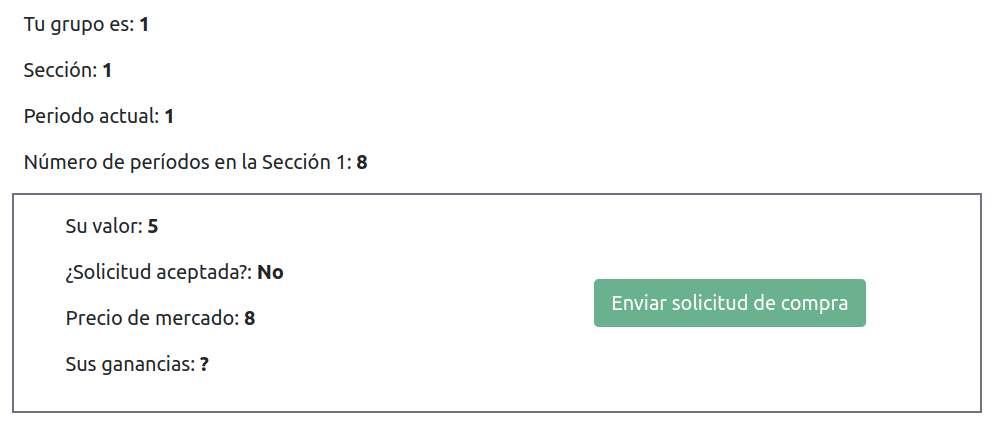 Tu grupo es: 1
Sección: 1
Periodo actual: 1
Número de períodos en la Sección 1: 8
Su valor: 5
¿Solicitud aceptada?: No
Precio de mercado: 8
Sus ganancias: ?
Enviar solicitud de compra